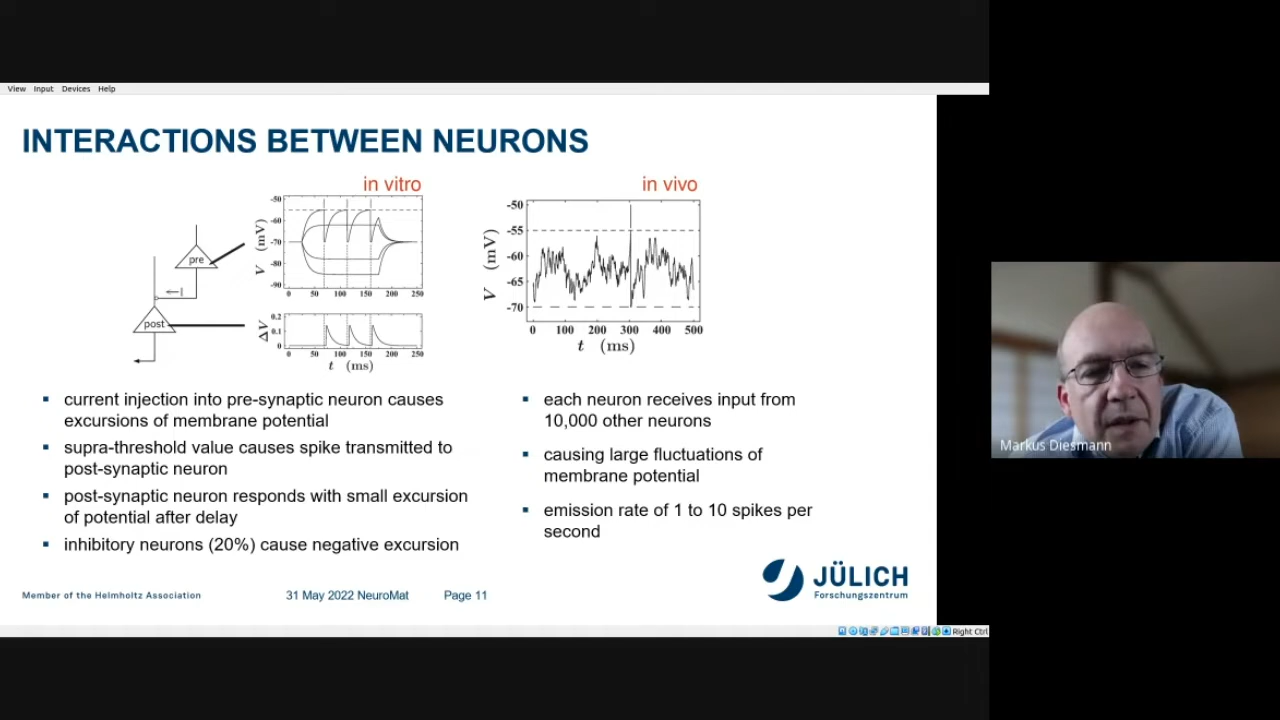 View Input Devices Help
INTERACTIONS BETWEEN NEURONS
in vitro
in vivo
pre
post
V (mV)
-50
-60
-70
-80
-90
0 50 100 150 200 250
ΔV
0.2
0.1
0
0 50 100 150 200 250
t (ms)
V (mV)
-50
-55
-60
-65
-70
0 100 200 300 400 500
t (ms)
▪ current injection into pre-synaptic neuron causes
excursions of membrane potential
▪ supra-threshold value causes spike transmitted to
post-synaptic neuron
▪ post-synaptic neuron responds with small excursion
of potential after delay
▪ inhibitory neurons (20%) cause negative excursion
▪ each neuron receives input from
10,000 other neurons
▪ causing large fluctuations of
membrane potential
▪ emission rate of 1 to 10 spikes per
second
Member of the Helmholtz Association
31 May 2022 NeuroMat
Page 11
JÜLICH
Forschungszentrum
Right Ctrl
Markus Diesmann